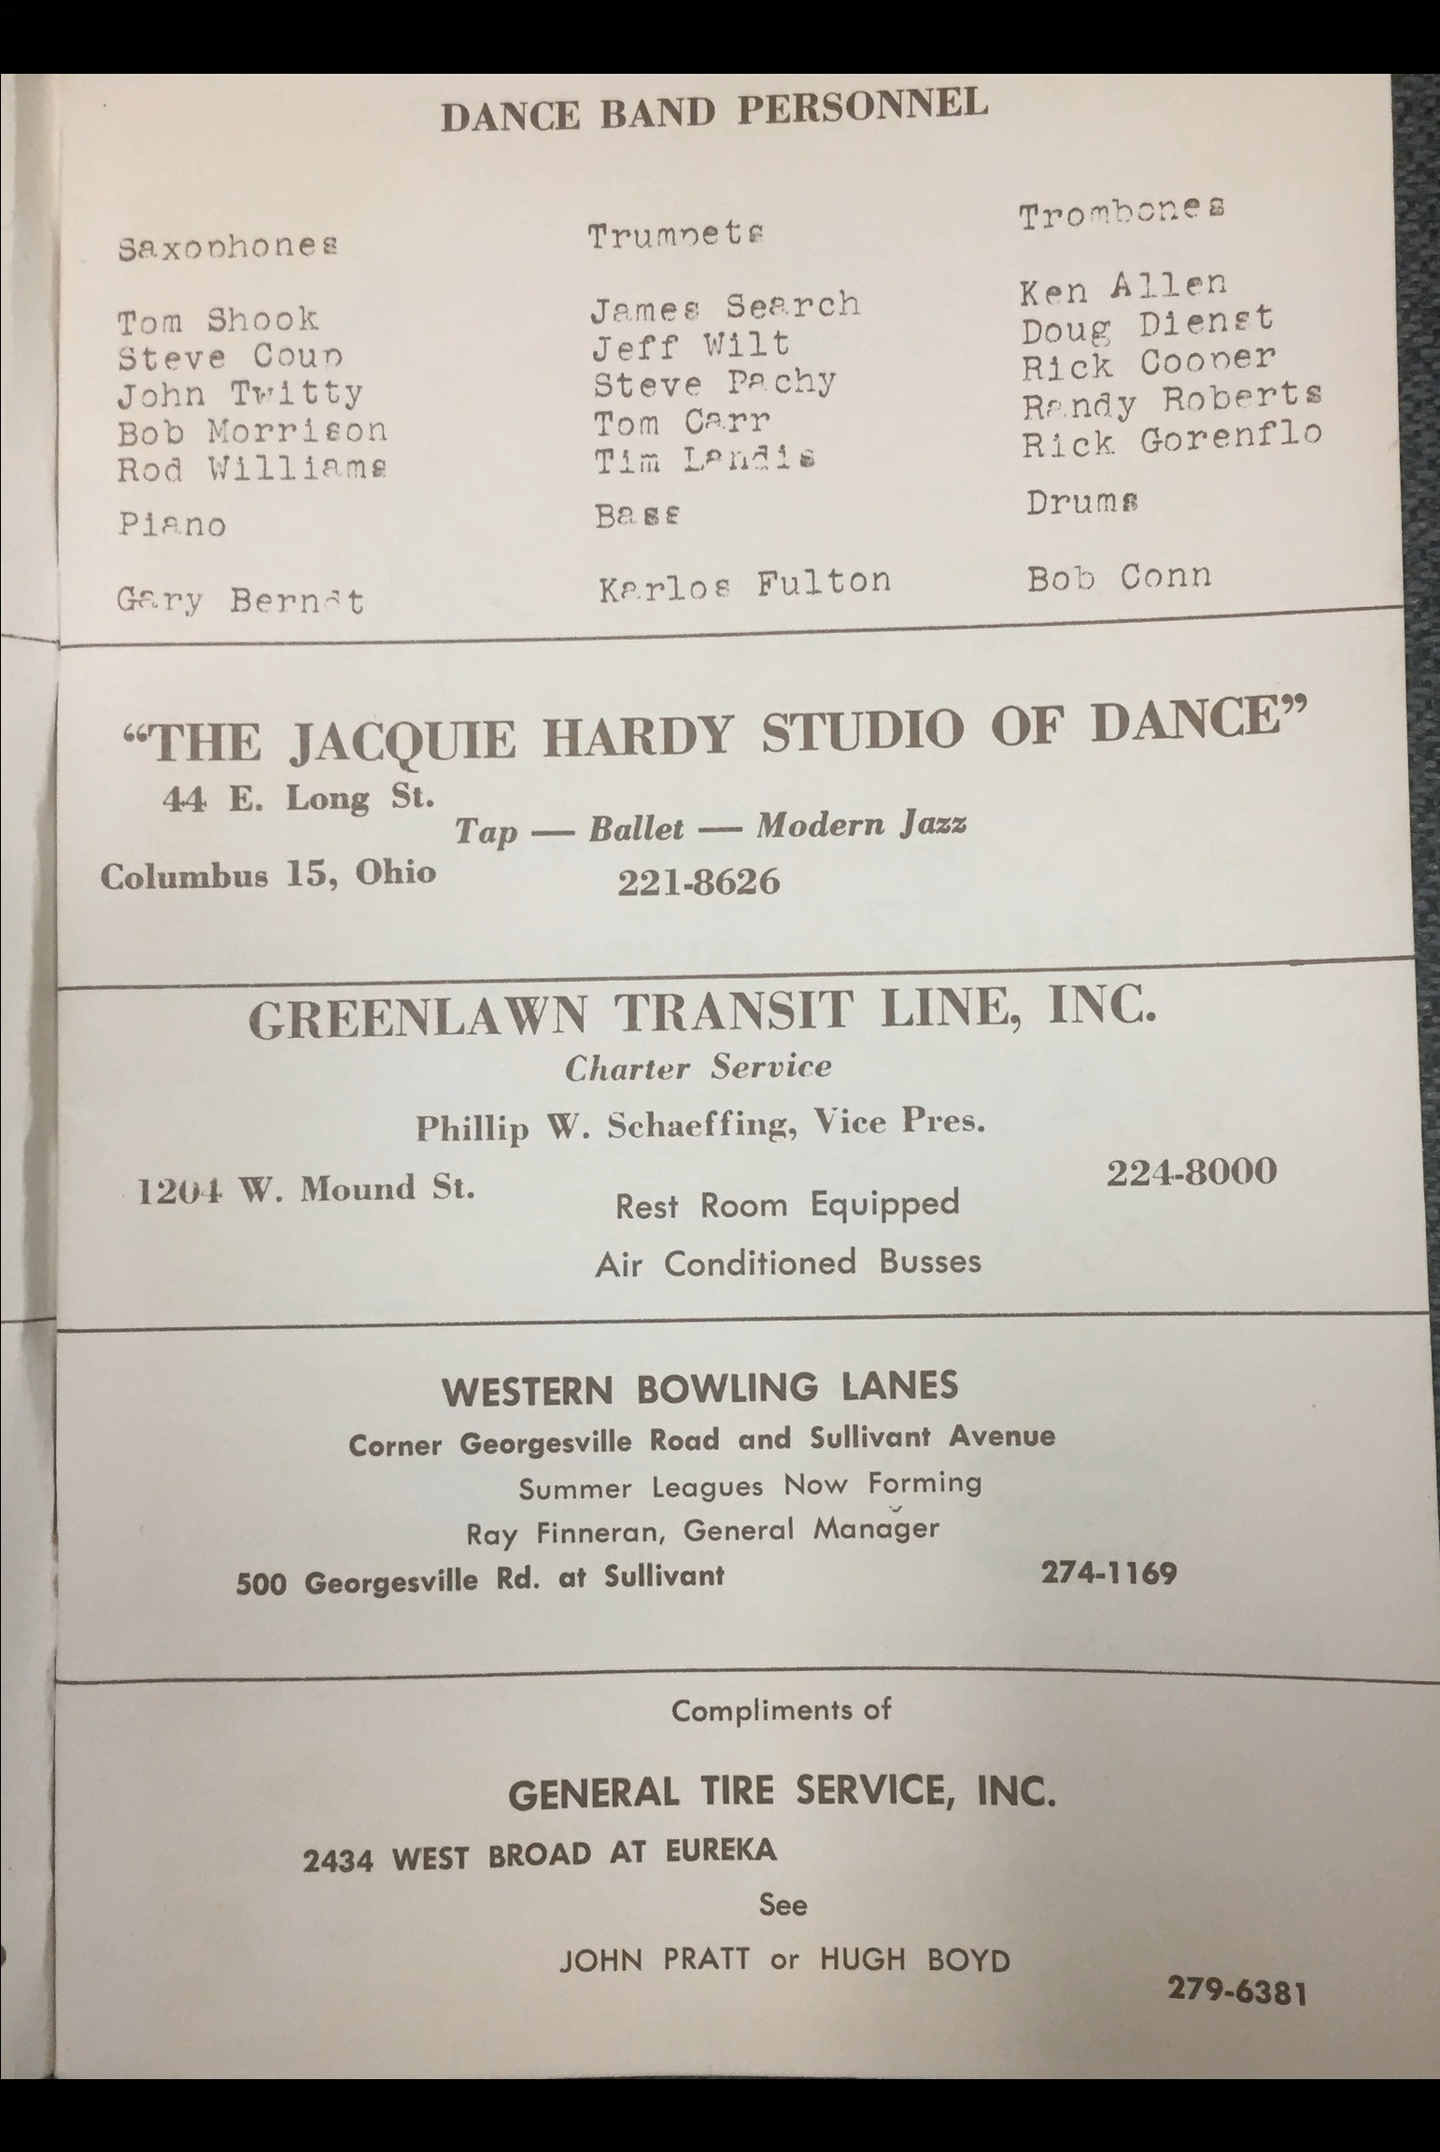 DANCE BAND PERSONNEL
Saxophones
Tom Shook
Steve Coup
John Twitty
Bob Morrison
Rod Williams
Trumpets
James Search
Jeff Wilt
Steve Pachy
Tom Carr
Tim Landis
Trombones
Ken Allen
Doug Dienst
Rick Cooper
Randy Roberts
Rick Gorenflo
Piano
Gary Berndt
Bass
Karlos Fulton
Drums
Bob Conn
“THE JACQUIE HARDY STUDIO OF DANCE”
44 E. Long St.
Tap — Ballet — Modern Jazz
Columbus 15, Ohio 221-8626
GREENLAWN TRANSIT LINE, INC.
Charter Service
Phillip W. Schaeffing, Vice Pres.
1204 W. Mound St. 224-8000
Rest Room Equipped
Air Conditioned Busses
WESTERN BOWLING LANES
Corner Georgesville Road and Sullivant Avenue
Summer Leagues Now Forming
Ray Finneran, General Manager
500 Georgesville Rd. at Sullivant 274-1169
Compliments of
GENERAL TIRE SERVICE, INC.
2434 WEST BROAD AT EUREKA
See
JOHN PRATT or HUGH BOYD
279-6381